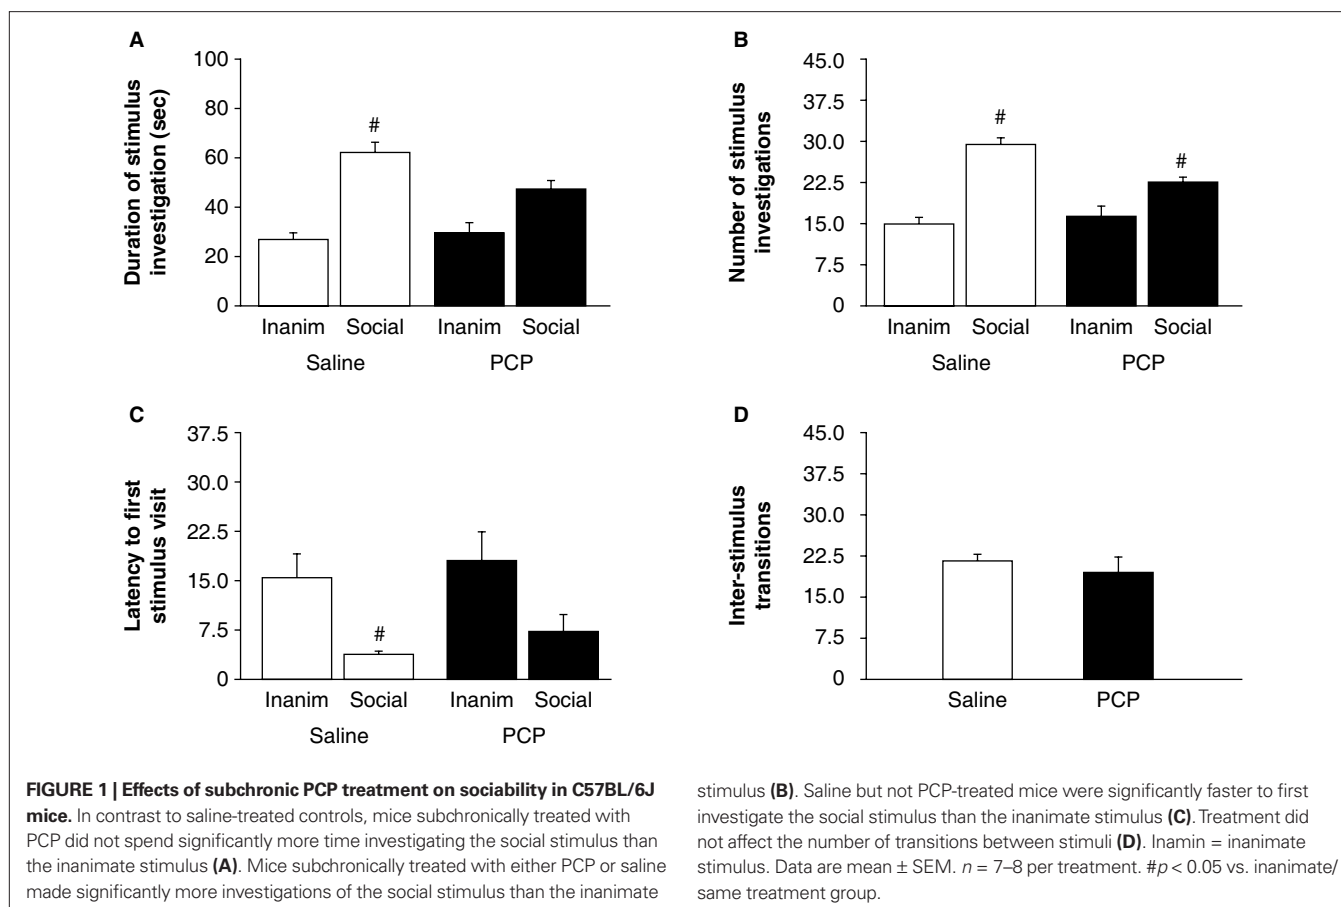 A
Duration of stimulus
investigation (sec)
100
80
60
40
20
0
#
Inanim Social Inanim Social
Saline PCP
B
Number of stimulus
investigations
45.0
37.5
30.0
22.5
15.0
7.5
0
#
#
Inanim Social Inanim Social
Saline PCP
C
Latency to first
stimulus visit
37.5
30.0
22.5
15.0
7.5
0
#
Inanim Social Inanim Social
Saline PCP
D
Inter-stimulus
transitions
45.0
37.5
30.0
22.5
15.0
7.5
0
Saline PCP
FIGURE 1 | Effects of subchronic PCP treatment on sociability in C57BL/6J
mice. In contrast to saline-treated controls, mice subchronically treated with
PCP did not spend significantly more time investigating the social stimulus than
the inanimate stimulus (A). Mice subchronically treated with either PCP or saline
made significantly more investigations of the social stimulus than the inanimate
stimulus (B). Saline but not PCP-treated mice were significantly faster to first
investigate the social stimulus than the inanimate stimulus (C). Treatment did
not affect the number of transitions between stimuli (D). Inamin = inanimate
stimulus. Data are mean ± SEM. n = 7–8 per treatment. #p < 0.05 vs. inanimate/
same treatment group.